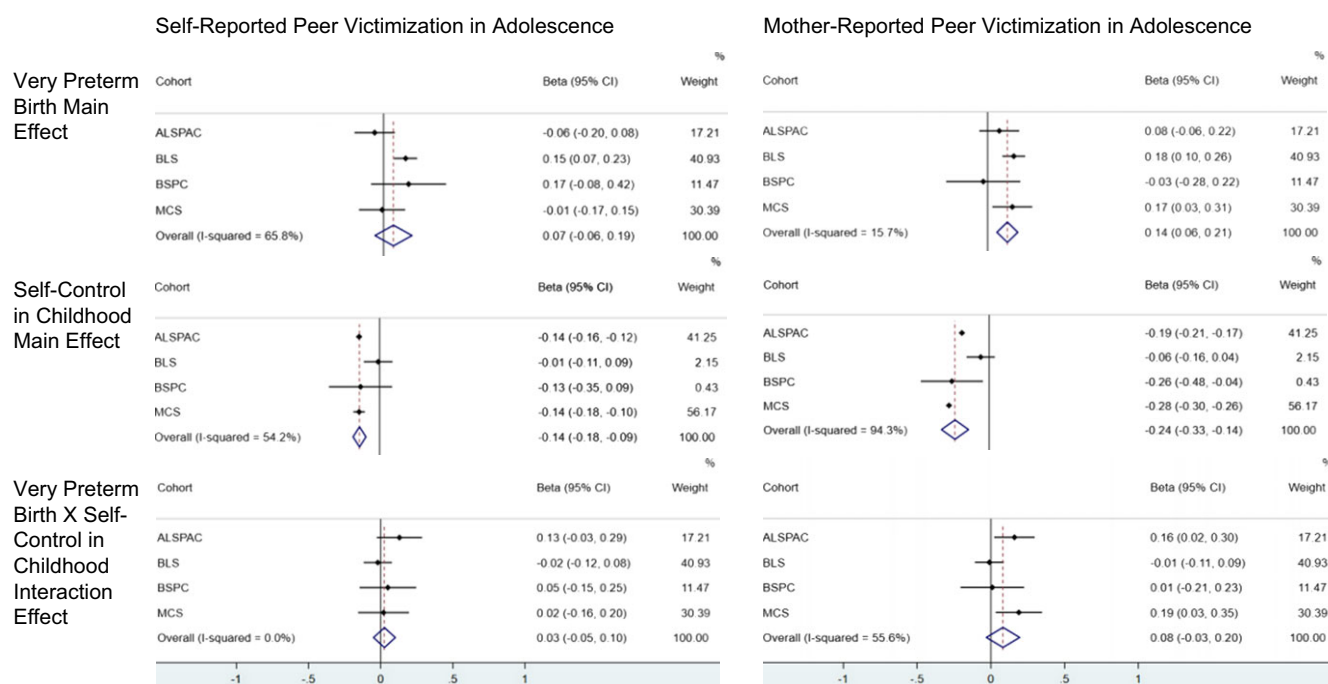 Self-Reported Peer Victimization in Adolescence
Mother-Reported Peer Victimization in Adolescence
Very Preterm
Birth Main
Effect
%
Cohort Beta (95% CI) Weight
ALSPAC -0.06 (-0.20, 0.08) 17.21
BLS 0.15 (0.07, 0.23) 40.93
BSPC 0.17 (-0.08, 0.42) 11.47
MCS -0.01 (-0.17, 0.15) 30.39
Overall (I-squared = 65.8%) 0.07 (-0.06, 0.19) 100.00
%
Cohort Beta (95% CI) Weight
ALSPAC 0.08 (-0.06, 0.22) 17.21
BLS 0.18 (0.10, 0.26) 40.93
BSPC -0.03 (-0.28, 0.22) 11.47
MCS 0.17 (0.03, 0.31) 30.39
Overall (I-squared = 15.7%) 0.14 (0.06, 0.21) 100.00
Self-Control
in Childhood
Main Effect
%
Cohort Beta (95% CI) Weight
ALSPAC -0.14 (-0.16, -0.12) 41.25
BLS -0.01 (-0.11, 0.09) 2.15
BSPC -0.13 (-0.35, 0.09) 0.43
MCS -0.14 (-0.18, -0.10) 56.17
Overall (I-squared = 54.2%) -0.14 (-0.18, -0.09) 100.00
%
Cohort Beta (95% CI) Weight
ALSPAC -0.19 (-0.21, -0.17) 41.25
BLS -0.06 (-0.16, 0.04) 2.15
BSPC -0.26 (-0.48, -0.04) 0.43
MCS -0.28 (-0.30, -0.26) 56.17
Overall (I-squared = 94.3%) -0.24 (-0.33, -0.14) 100.00
Very Preterm
Birth X Self-
Control in
Childhood
Interaction
Effect
%
Cohort Beta (95% CI) Weight
ALSPAC 0.13 (-0.03, 0.29) 17.21
BLS -0.02 (-0.12, 0.08) 40.93
BSPC 0.05 (-0.15, 0.25) 11.47
MCS 0.02 (-0.16, 0.20) 30.39
Overall (I-squared = 0.0%) 0.03 (-0.05, 0.10) 100.00
-1 -.5 0 .5 1
%
Cohort Beta (95% CI) Weight
ALSPAC 0.16 (0.02, 0.30) 17.21
BLS -0.01 (-0.11, 0.09) 40.93
BSPC 0.01 (-0.21, 0.23) 11.47
MCS 0.19 (0.03, 0.35) 30.39
Overall (I-squared = 55.6%) 0.08 (-0.03, 0.20) 100.00
-1 -.5 0 .5 1